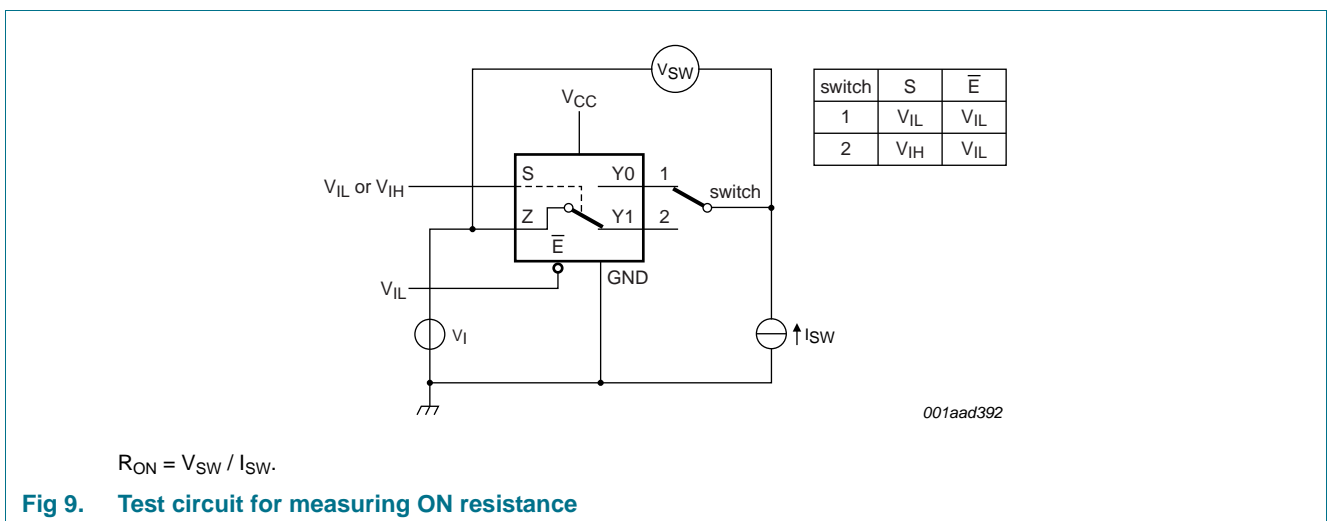 VSW
switch S E̅
1 VIL VIL
2 VIH VIL
VCC
VIL or VIH
S Y0 1
switch
Z Y1 2
E̅
GND
VIL
VI
ISW
001aad392
RON = VSW / ISW.
Fig 9. Test circuit for measuring ON resistance